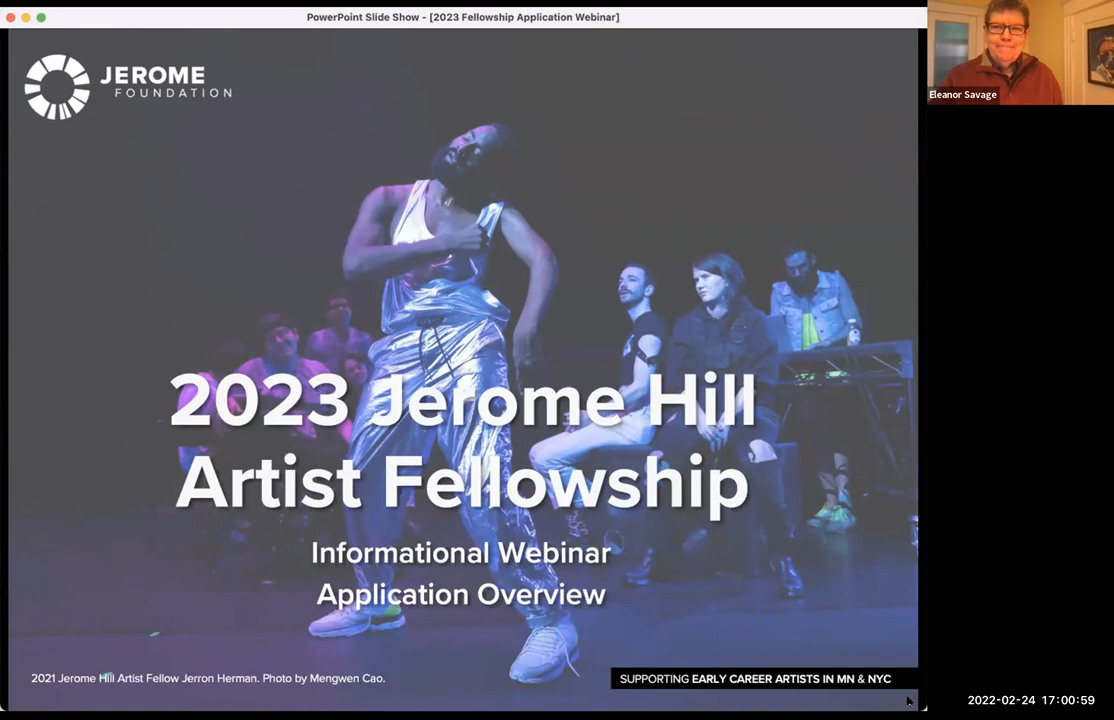 PowerPoint Slide Show - [2023 Fellowship Application Webinar]
JEROME
FOUNDATION
Eleanor Savage
2023 Jerome Hill
Artist Fellowship
Informational Webinar
Application Overview
2021 Jerome Hill Artist Fellow Jerron Herman. Photo by Mengwen Cao.
SUPPORTING EARLY CAREER ARTISTS IN MN & NYC
2022-02-24 17:00:59